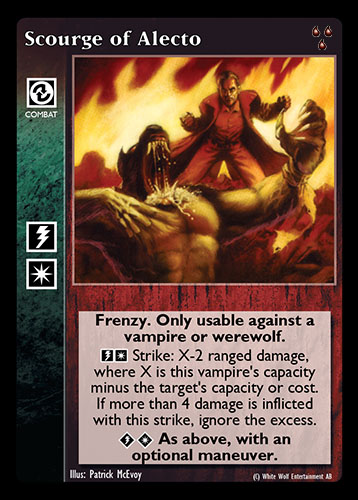 Scourge of Alecto
COMBAT
Frenzy. Only usable against a
vampire or werewolf.
Strike: X-2 ranged damage,
where X is this vampire's capacity
minus the target's capacity or cost.
If more than 4 damage is inflicted
with this strike, ignore the excess.
As above, with an
optional maneuver.
Illus: Patrick McEvoy
(C) White Wolf Entertainment AB